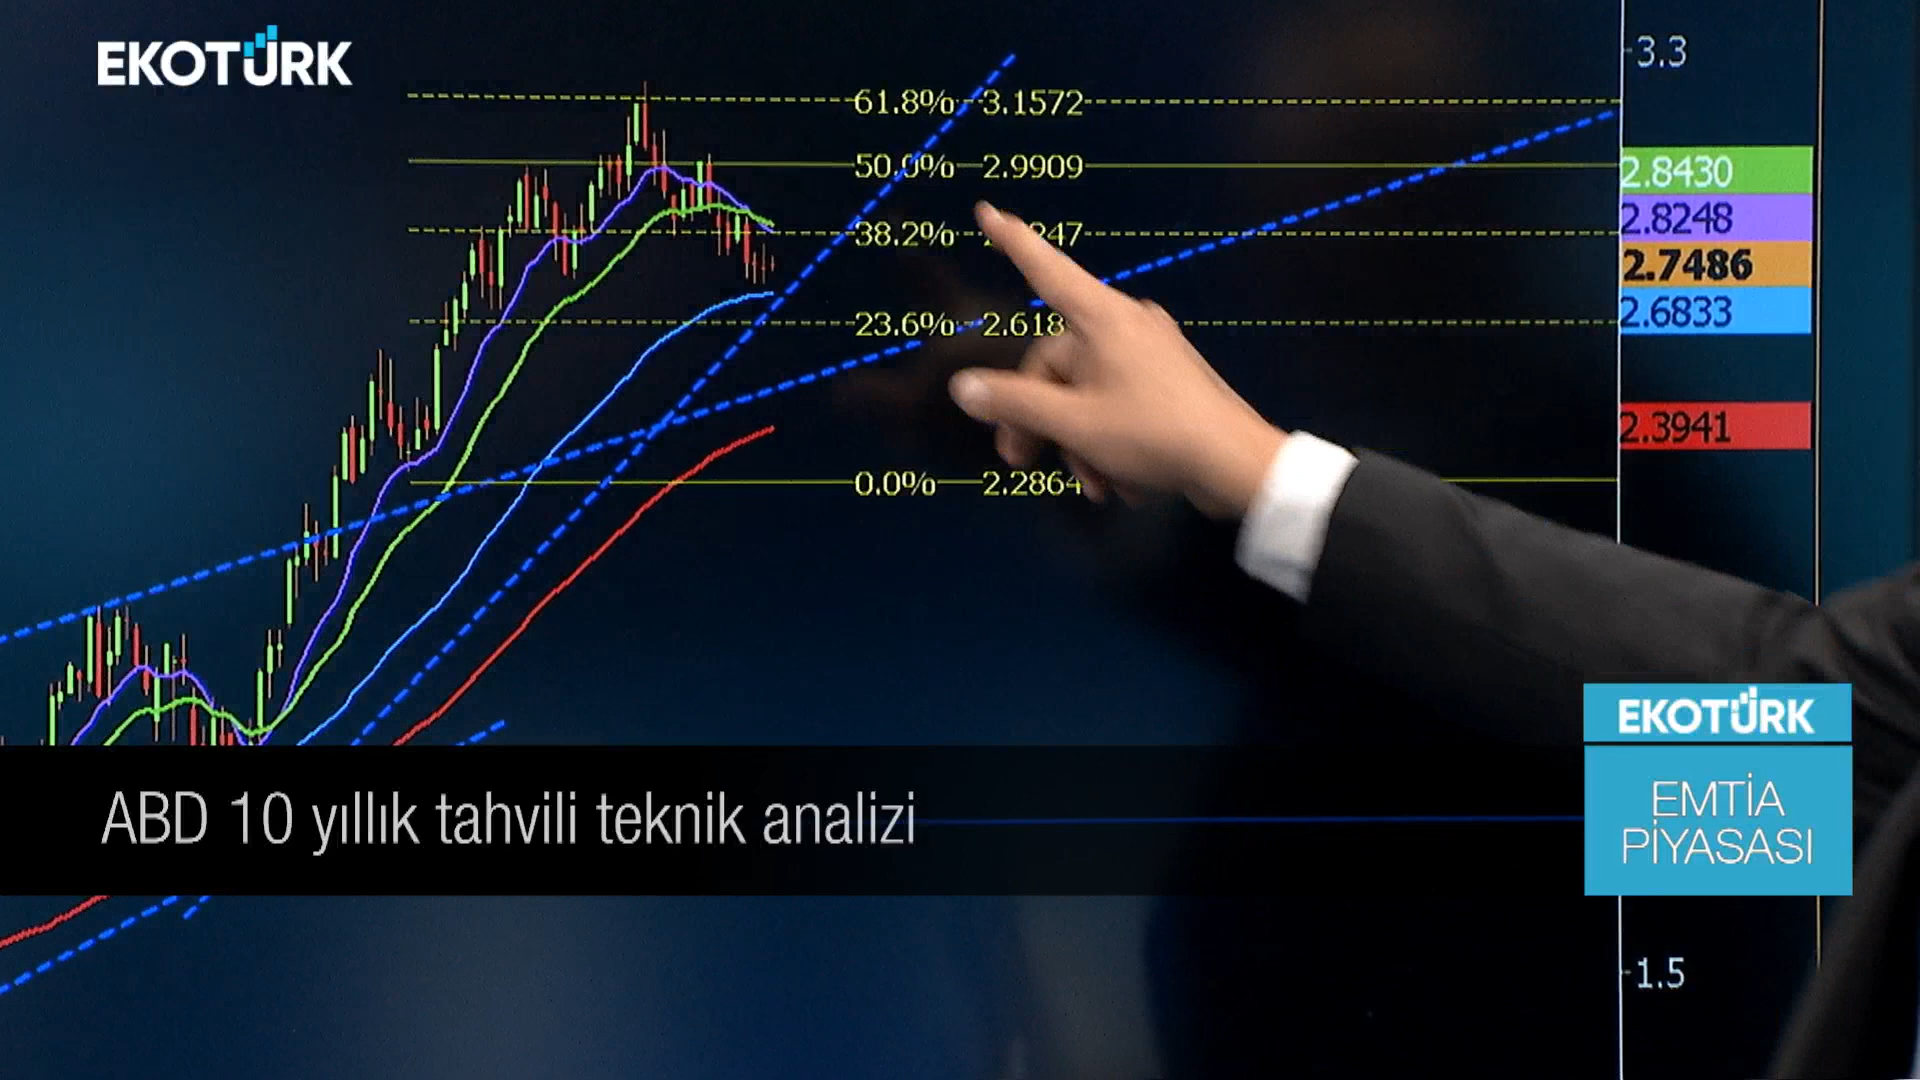 EKOTÜRK
3.3
61.8% 3.1572
50.0% 2.9909
2.8430
2.8248
38.2%
2.7486
23.6%
2.6833
2.3941
0.0% 2.2864
EKOTÜRK
EMTİA
PİYASASI
ABD 10 yıllık tahvili teknik analizi
1.5